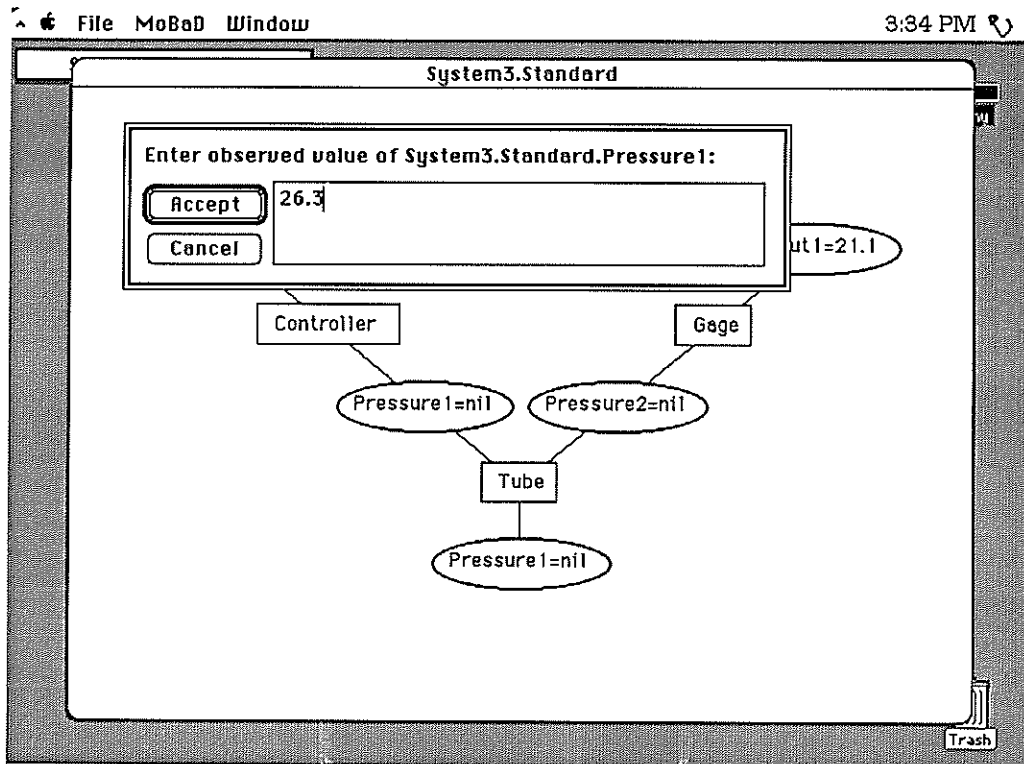 File MoBaD Window 3:34 PM
System3.Standard
Enter observed value of System3.Standard.Pressure1:
Accept 26.3
Cancel
ut1=21.1
Controller Gage
Pressure1=nil Pressure2=nil
Tube
Pressure1=nil
Trash